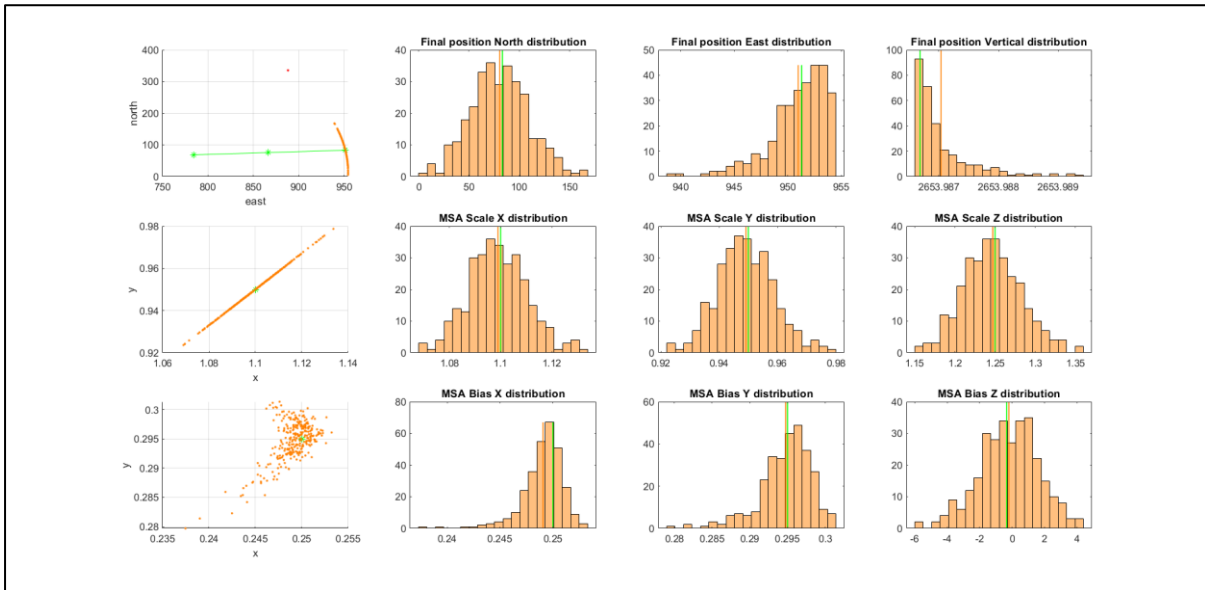 Final position North distribution
Final position East distribution
Final position Vertical distribution
400
300
200
100
0
north
750 800 850 900 950
east
40
30
20
10
0
0 50 100 150
50
40
30
20
10
0
940 945 950 955
100
80
60
40
20
0
2653.987 2653.988 2653.989
MSA Scale X distribution
MSA Scale Y distribution
MSA Scale Z distribution
0.98
0.96
0.94
0.92
y
1.06 1.08 1.1 1.12 1.14
x
40
30
20
10
0
1.08 1.1 1.12
40
30
20
10
0
0.92 0.94 0.96 0.98
40
30
20
10
0
1.15 1.2 1.25 1.3 1.35
MSA Bias X distribution
MSA Bias Y distribution
MSA Bias Z distribution
0.3
0.295
0.29
0.285
0.28
y
0.235 0.24 0.245 0.25 0.255
x
80
60
40
20
0
0.24 0.25
60
40
20
0
0.28 0.285 0.29 0.295 0.3
40
30
20
10
0
-6 -4 -2 0 2 4